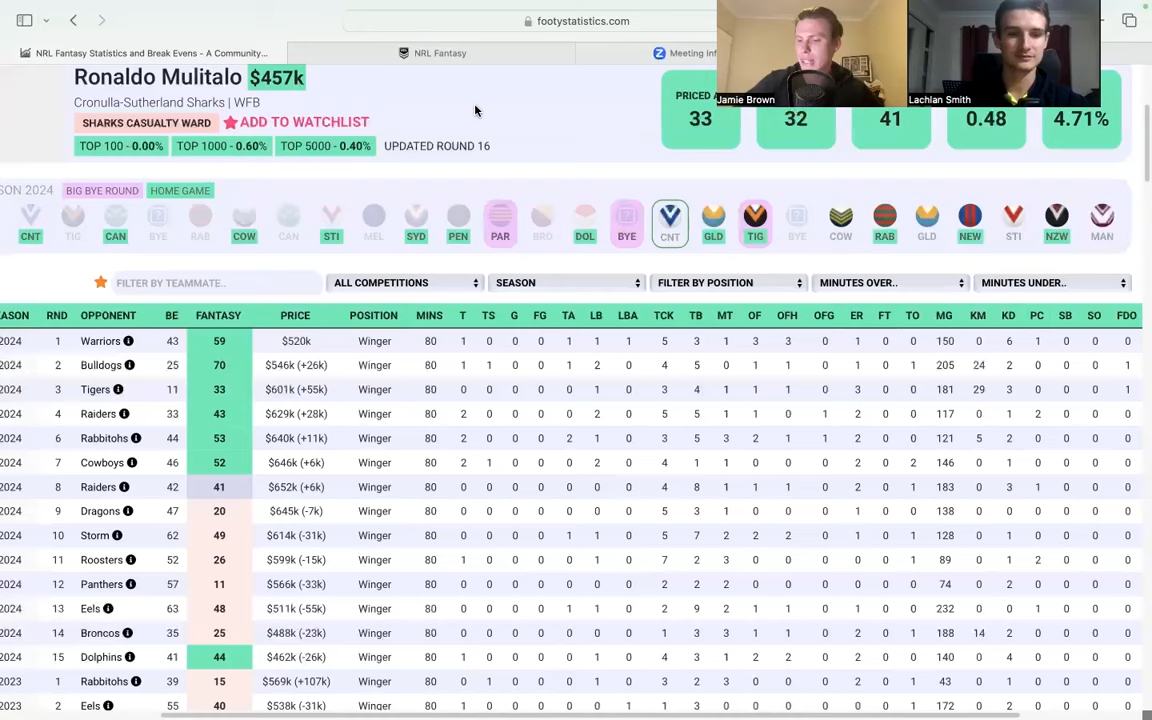 footystatistics.com
NRL Fantasy Statistics and Break Evens - A Community...
NRL Fantasy
Meeting Inf
Jamie Brown
Lachlan Smith
Ronaldo Mulitalo $457k
Cronulla-Sutherland Sharks | WFB
SHARKS CASUALTY WARD ADD TO WATCHLIST
TOP 100 - 0.00% TOP 1000 - 0.60% TOP 5000 - 0.40% UPDATED ROUND 16
PRICED A
33 32 41 0.48 4.71%
SON 2024 BIG BYE ROUND HOME GAME
CNT TIG CAN BYE RAB COW CAN STI MEL SYD PEN PAR BRO DOL BYE CNT GLD TIG BYE COW RAB GLD NEW STI NZW MAN
FILTER BY TEAMMATE.. ALL COMPETITIONS SEASON FILTER BY POSITION MINUTES OVER.. MINUTES UNDER..
EASON RND OPPONENT BE FANTASY PRICE POSITION MINS T TS G FG TA LB LBA TCK TB MT OF OFH OFG ER FT TO MG KM KD PC SB SO FDO
2024 1 Warriors 43 59 $520k Winger 80 1 0 0 0 1 1 1 5 3 1 3 3 0 1 0 0 150 0 6 1 0 0 0
2024 2 Bulldogs 25 70 $546k (+26k) Winger 80 1 1 0 0 1 2 0 4 5 0 1 1 0 1 0 1 205 24 2 0 0 0 1
2024 3 Tigers 11 33 $601k (+55k) Winger 80 0 0 0 0 0 1 0 3 4 1 1 1 0 3 0 0 181 29 3 0 0 0 1
2024 4 Raiders 33 43 $629k (+28k) Winger 80 2 0 0 0 0 2 0 5 5 1 1 0 1 2 0 0 117 0 1 2 0 0 0
2024 6 Rabbitohs 44 53 $640k (+11k) Winger 80 2 0 0 0 2 1 0 3 5 3 2 1 1 2 0 0 121 5 2 0 0 0 0
2024 7 Cowboys 46 52 $646k (+6k) Winger 80 2 1 0 0 0 2 0 4 1 1 0 0 0 2 0 2 146 0 1 0 0 0 0
2024 8 Raiders 42 41 $652k (+6k) Winger 80 0 0 0 0 0 0 0 4 8 1 1 1 0 2 0 0 183 0 3 1 0 0 0
2024 9 Dragons 47 20 $645k (-7k) Winger 80 0 0 0 0 0 0 0 5 3 1 0 0 0 1 0 0 138 0 0 0 0 0 0
2024 10 Storm 62 49 $614k (-31k) Winger 80 0 0 0 0 1 1 0 5 7 2 2 2 0 1 0 1 128 0 1 0 0 0 0
2024 11 Roosters 52 26 $599k (-15k) Winger 80 1 0 0 0 0 1 0 7 2 3 0 0 0 0 0 1 89 0 1 2 0 0 0
2024 12 Panthers 57 11 $566k (-33k) Winger 80 0 0 0 0 0 0 0 2 2 2 0 0 0 0 0 0 74 0 2 0 0 0 0
2024 13 Eels 63 48 $511k (-55k) Winger 80 0 0 0 0 1 1 0 2 9 2 1 1 0 0 0 0 232 0 0 1 0 0 0
2024 14 Broncos 35 25 $488k (-23k) Winger 80 0 0 0 0 0 0 0 1 3 3 1 1 0 2 0 0 188 14 2 0 0 0 0
2024 15 Dolphins 41 44 $462k (-26k) Winger 80 1 0 0 0 0 1 0 4 3 1 2 2 0 2 0 0 140 0 4 0 0 0 0
2023 1 Rabbitohs 39 15 $569k (+107k) Winger 80 0 1 0 0 0 0 0 3 2 3 0 0 0 1 0 1 43 0 1 0 0 0 0
2023 2 Eels 55 40 $538k (-31k) Winger 80 1 0 0 0 0 1 1 1 3 0 0 0 0 1 0 0 172 0 2 0 0 0 0